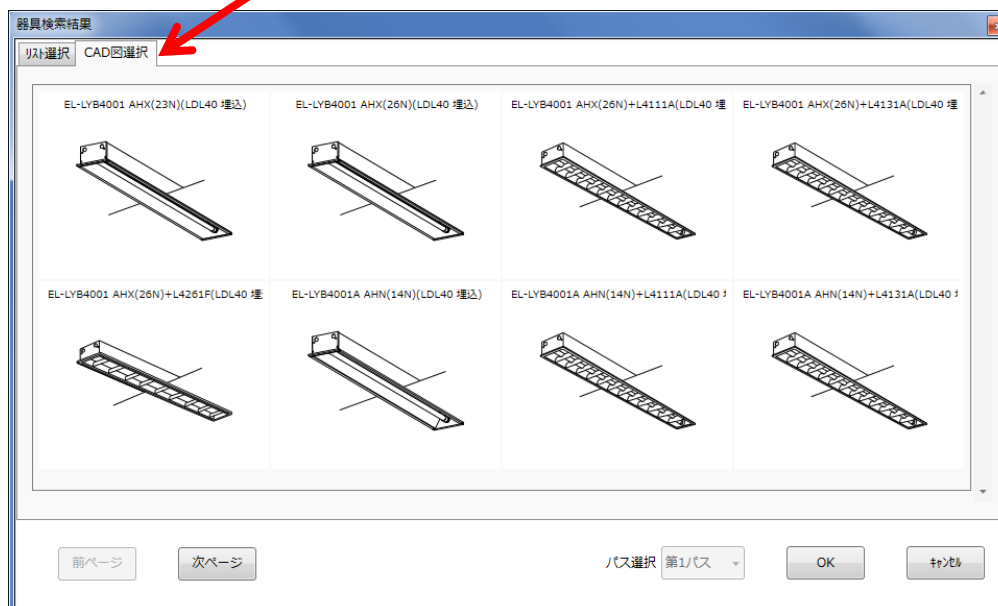 器具検索結果
ﾘｽﾄ選択 CAD図選択
EL-LYB4001 AHX(23N)(LDL40 埋込) EL-LYB4001 AHX(26N)(LDL40 埋込) EL-LYB4001 AHX(26N)+L4111A(LDL40 埋 EL-LYB4001 AHX(26N)+L4131A(LDL40 埋
EL-LYB4001 AHX(26N)+L4261F(LDL40 埋 EL-LYB4001A AHN(14N)(LDL40 埋込) EL-LYB4001A AHN(14N)+L4111A(LDL40 EL-LYB4001A AHN(14N)+L4131A(LDL40
前ページ 次ページ パス選択 第1パス OK ｷｬﾝｾﾙ